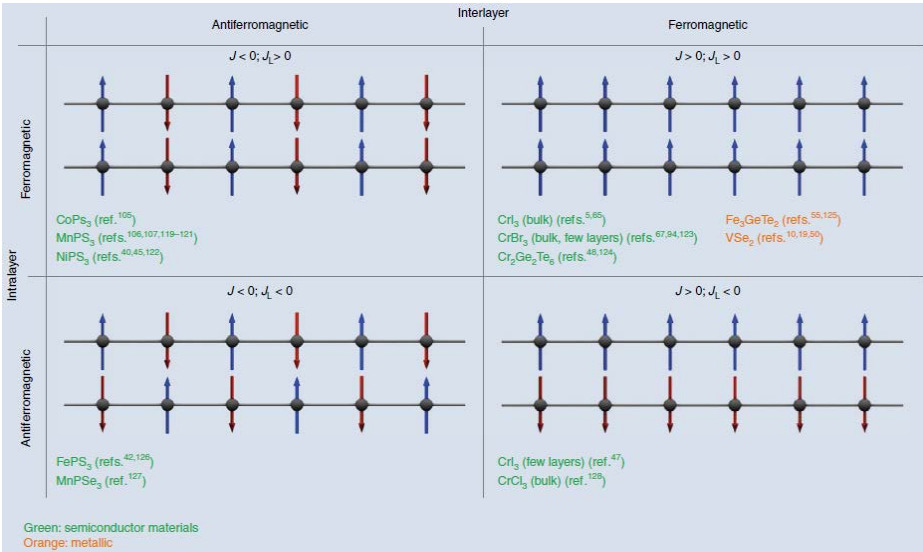 Interlayer
Antiferromagnetic
Ferromagnetic
Intralayer
Ferromagnetic
J < 0; J_L > 0
CoPs₃ (ref.¹⁰⁵)
MnPS₃ (refs.¹⁰⁶,¹⁰⁷,¹¹⁹⁻¹²¹)
NiPS₃ (refs.⁴⁰,⁴⁵,¹²²)
J > 0; J_L > 0
CrI₃ (bulk) (refs.⁵,⁸⁵)
CrBr₃ (bulk, few layers) (refs.⁶⁷,⁹⁴,¹²³)
Cr₂Ge₂Te₆ (refs.⁴⁸,¹²⁴)
Fe₃GeTe₂ (refs.⁵⁵,¹²⁵)
VSe₂ (refs.¹⁰,¹⁹,⁵⁰)
Antiferromagnetic
J < 0; J_L < 0
FePS₃ (refs.⁴²,¹²⁶)
MnPSe₃ (ref.¹²⁷)
J > 0; J_L < 0
CrI₃ (few layers) (ref.⁴⁷)
CrCl₃ (bulk) (ref.¹²⁸)
Green: semiconductor materials
Orange: metallic